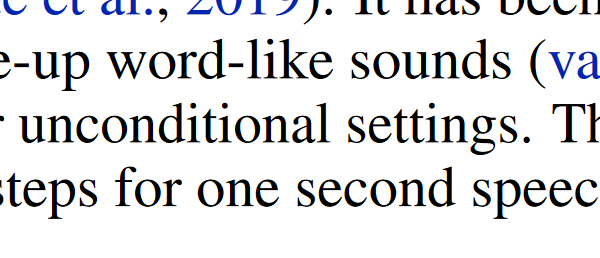 et al., 2019). It has been
e-up word-like sounds (va
r unconditional settings. Th
steps for one second speec